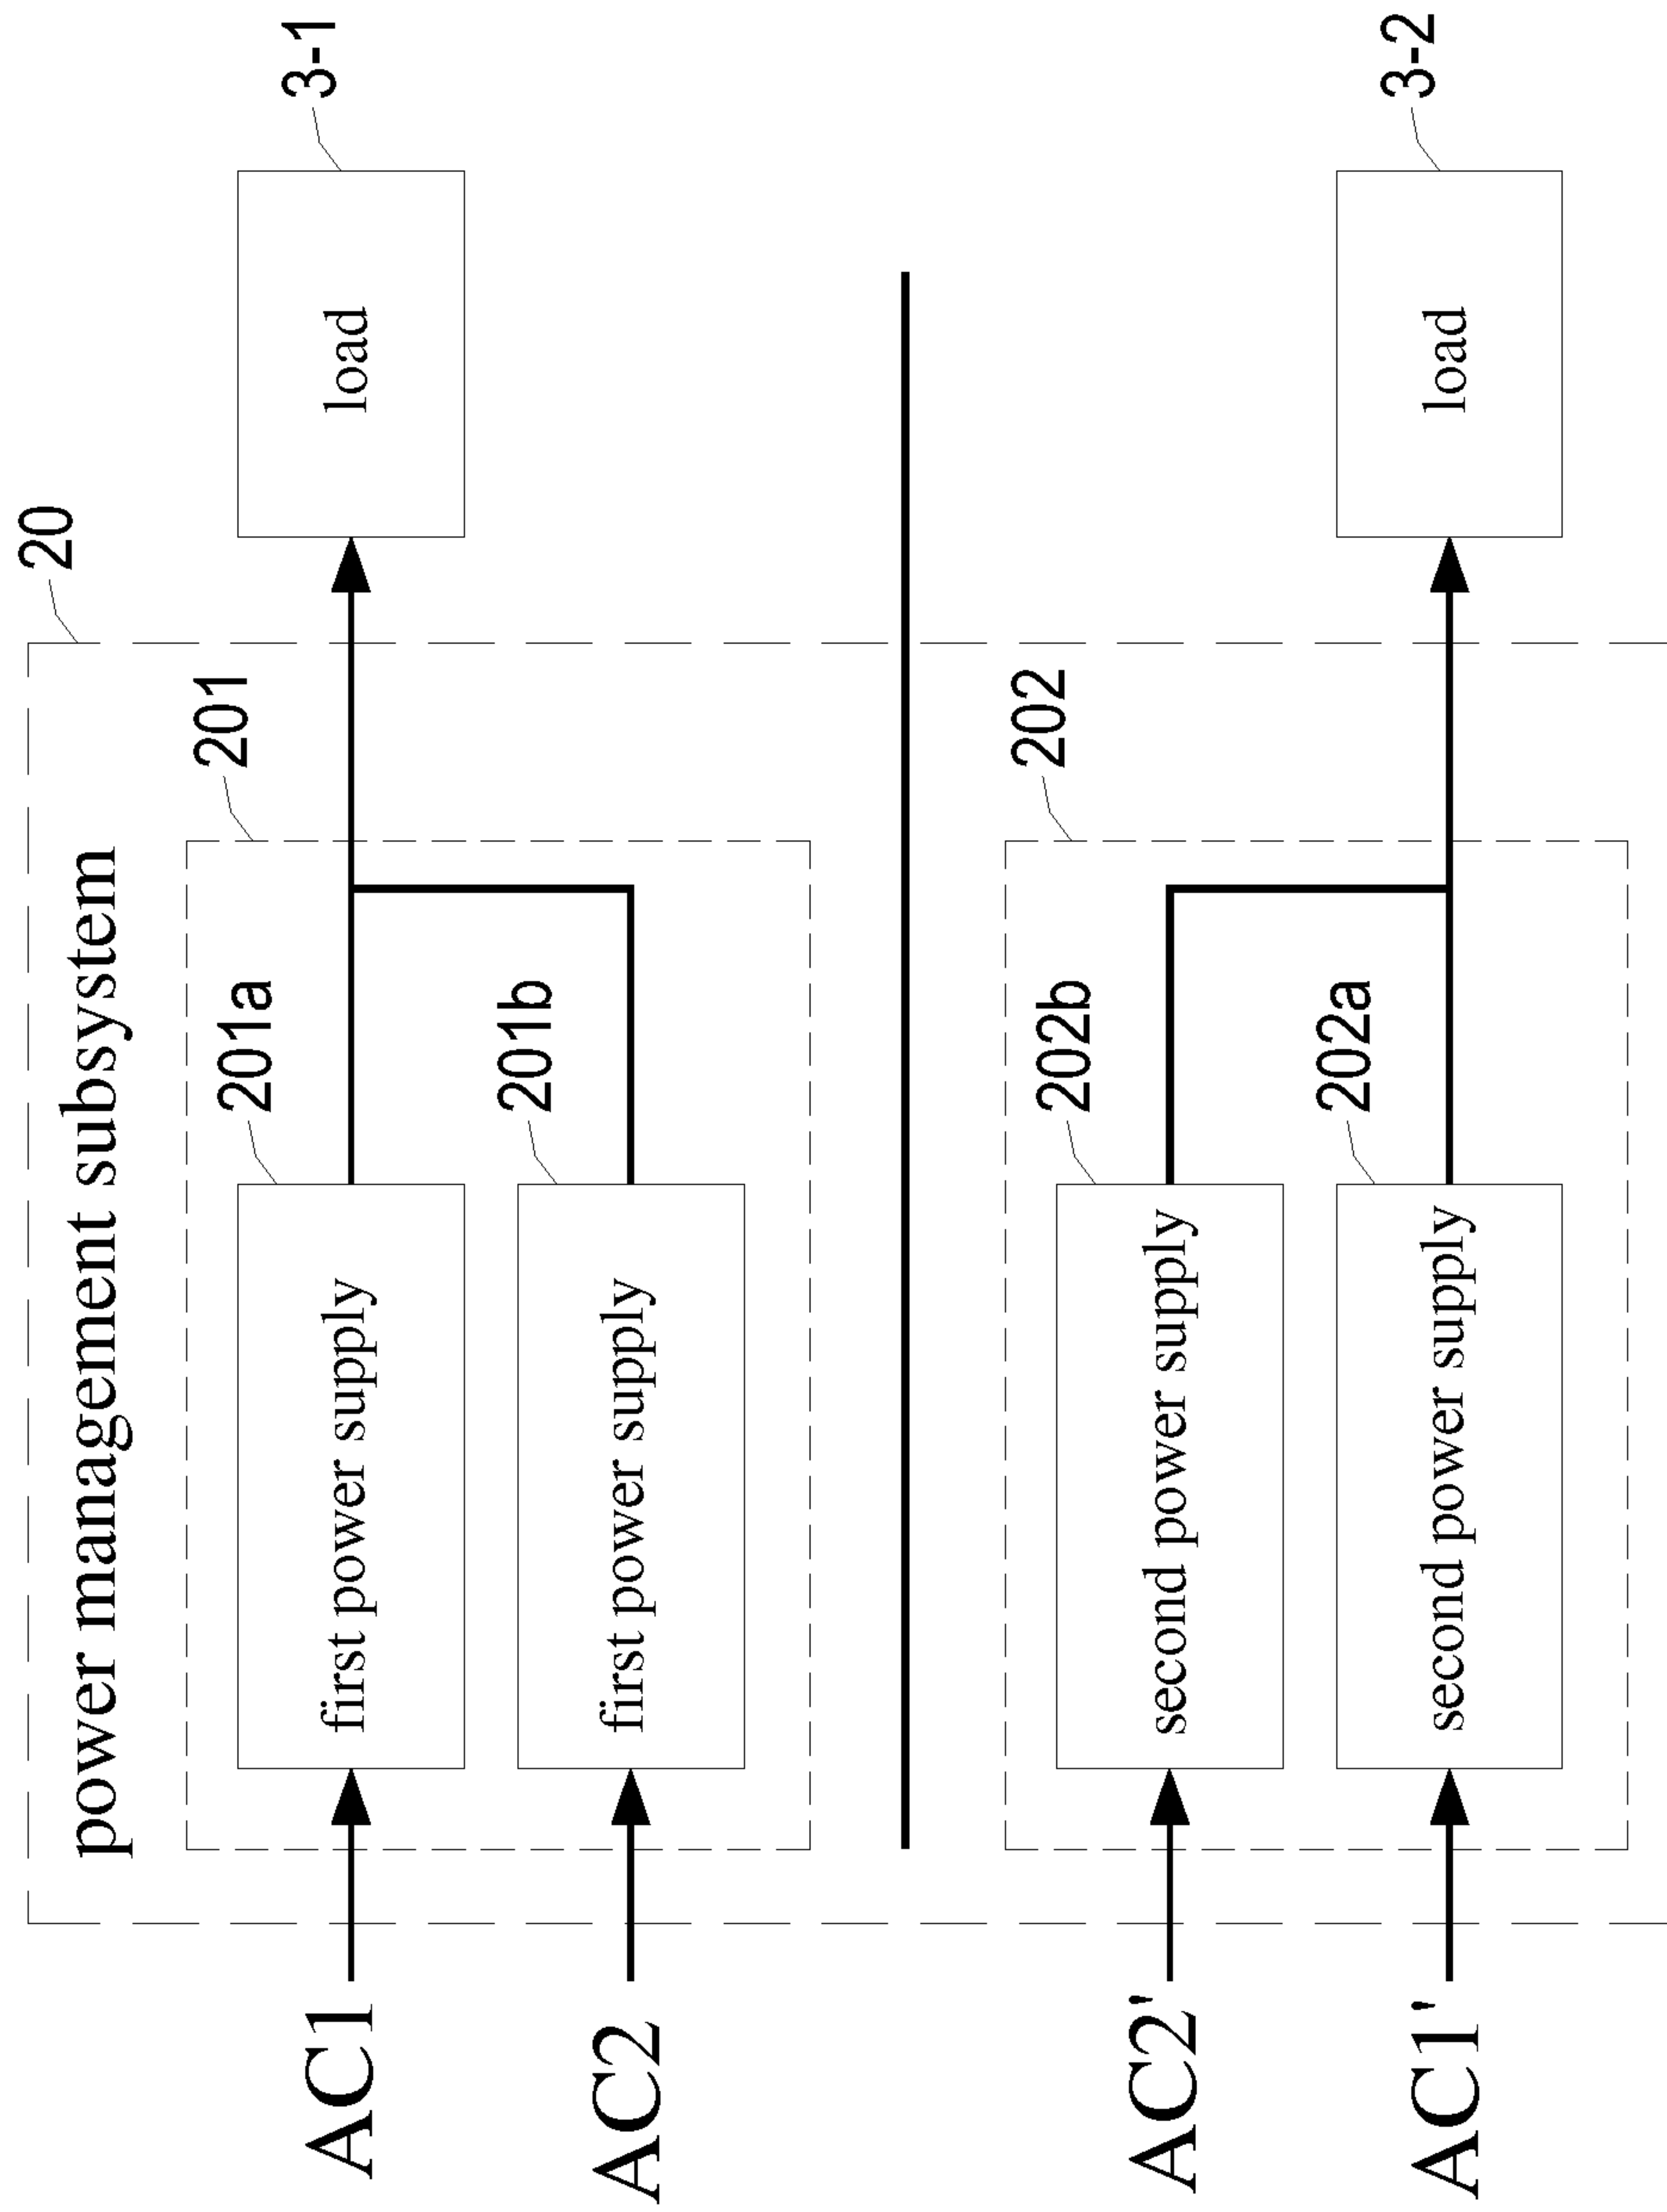 20
power management subsystem
201
3-1
201a
AC1
first power supply
load
201b
AC2
first power supply
202
202b
AC2'
second power supply
3-2
202a
AC1'
second power supply
load